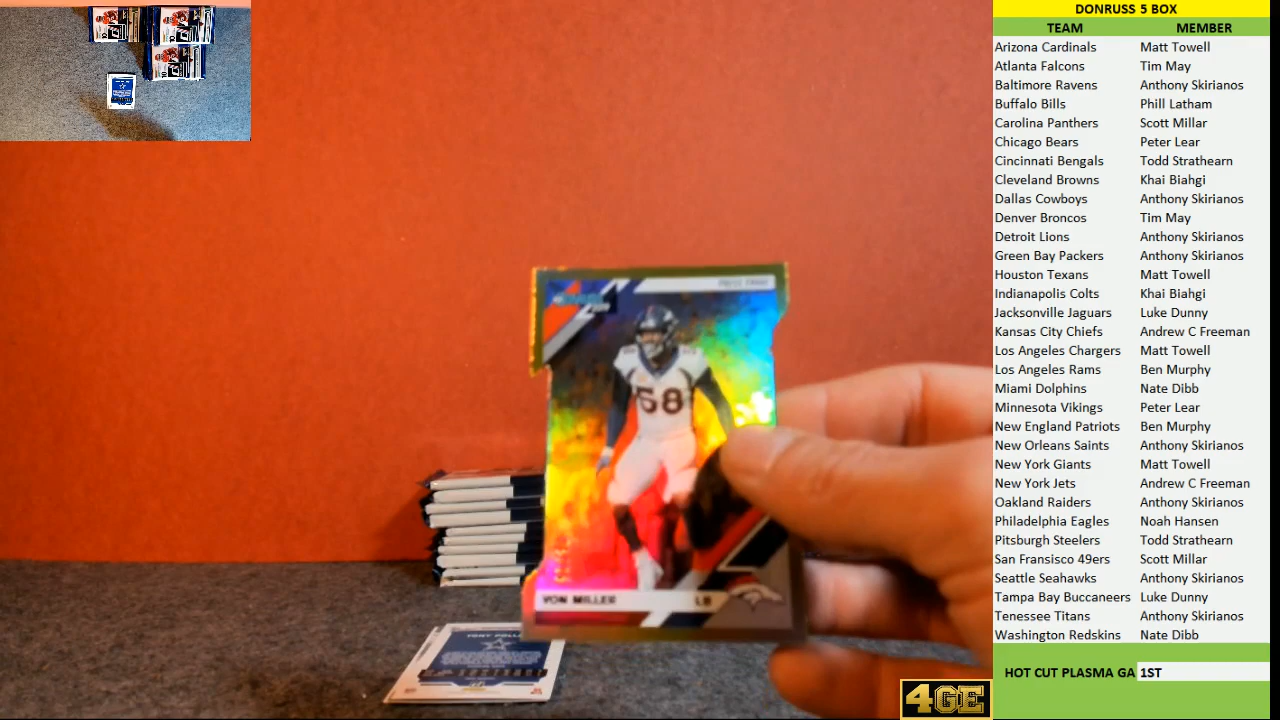 DONRUSS 5 BOX
TEAM MEMBER
Arizona Cardinals Matt Towell
Atlanta Falcons Tim May
Baltimore Ravens Anthony Skirianos
Buffalo Bills Phill Latham
Carolina Panthers Scott Millar
Chicago Bears Peter Lear
Cincinnati Bengals Todd Strathearn
Cleveland Browns Khai Biahgi
Dallas Cowboys Anthony Skirianos
Denver Broncos Tim May
Detroit Lions Anthony Skirianos
Green Bay Packers Anthony Skirianos
Houston Texans Matt Towell
Indianapolis Colts Khai Biahgi
Jacksonville Jaguars Luke Dunny
Kansas City Chiefs Andrew C Freeman
Los Angeles Chargers Matt Towell
Los Angeles Rams Ben Murphy
Miami Dolphins Nate Dibb
Minnesota Vikings Peter Lear
New England Patriots Ben Murphy
New Orleans Saints Anthony Skirianos
New York Giants Matt Towell
New York Jets Andrew C Freeman
Oakland Raiders Anthony Skirianos
Philadelphia Eagles Noah Hansen
Pitsburgh Steelers Todd Strathearn
San Fransisco 49ers Scott Millar
Seattle Seahawks Anthony Skirianos
Tampa Bay Buccaneers Luke Dunny
Tenessee Titans Anthony Skirianos
Washington Redskins Nate Dibb
HOT CUT PLASMA GA 1ST
58
VON MILLER LB
4GE